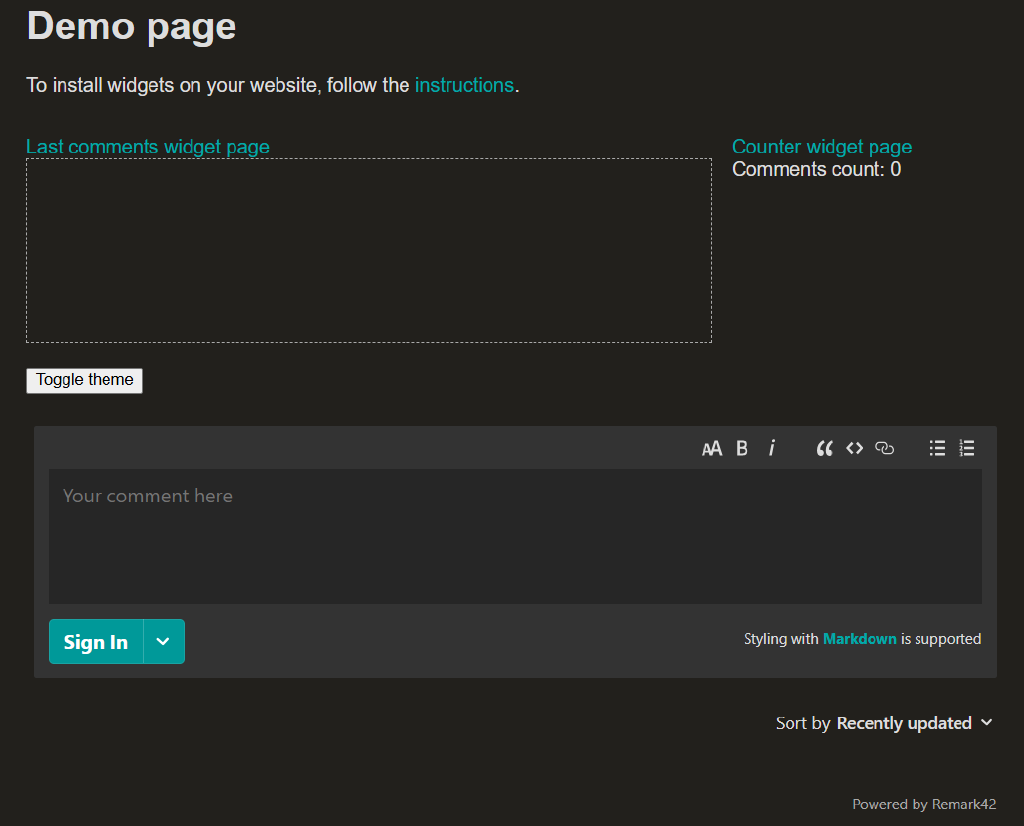 Demo page
To install widgets on your website, follow the instructions.
Last comments widget page
Counter widget page
Comments count: 0
Toggle theme
AA B i
Your comment here
Sign In
Styling with Markdown is supported
Sort by Recently updated
Powered by Remark42